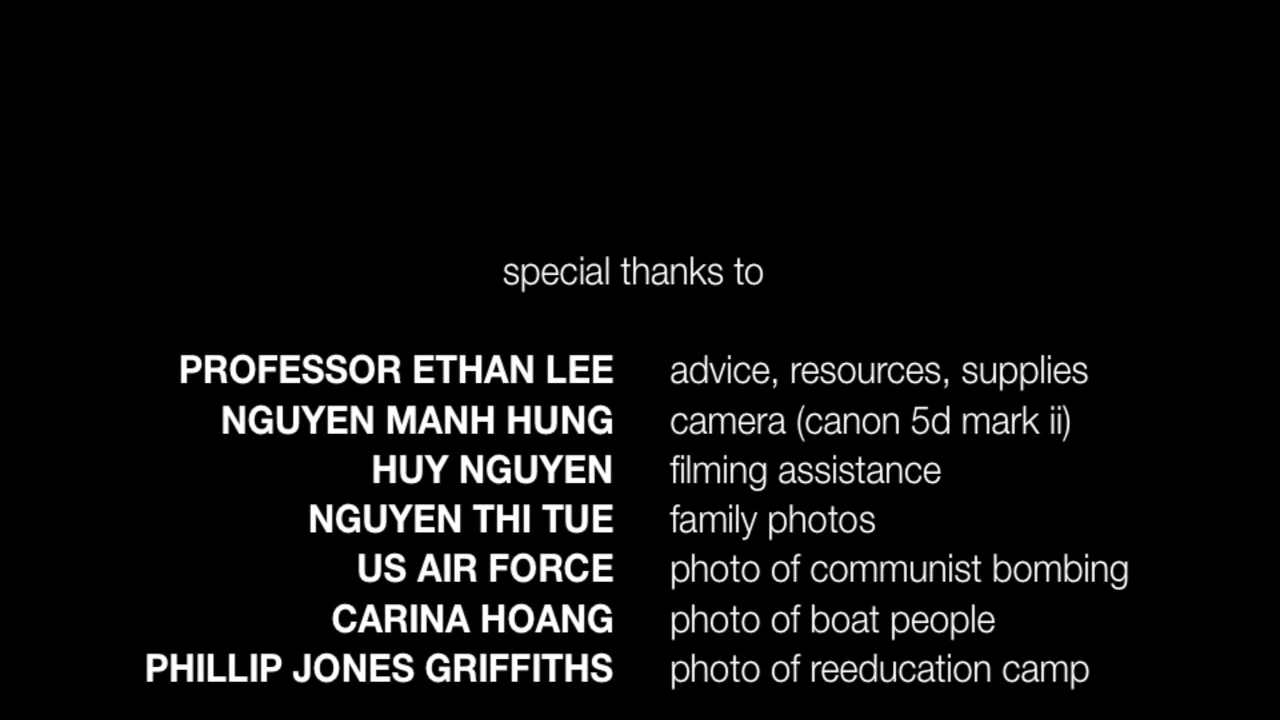 special thanks to
PROFESSOR ETHAN LEE advice, resources, supplies
NGUYEN MANH HUNG camera (canon 5d mark ii)
HUY NGUYEN filming assistance
NGUYEN THI TUE family photos
US AIR FORCE photo of communist bombing
CARINA HOANG photo of boat people
PHILLIP JONES GRIFFITHS photo of reeducation camp